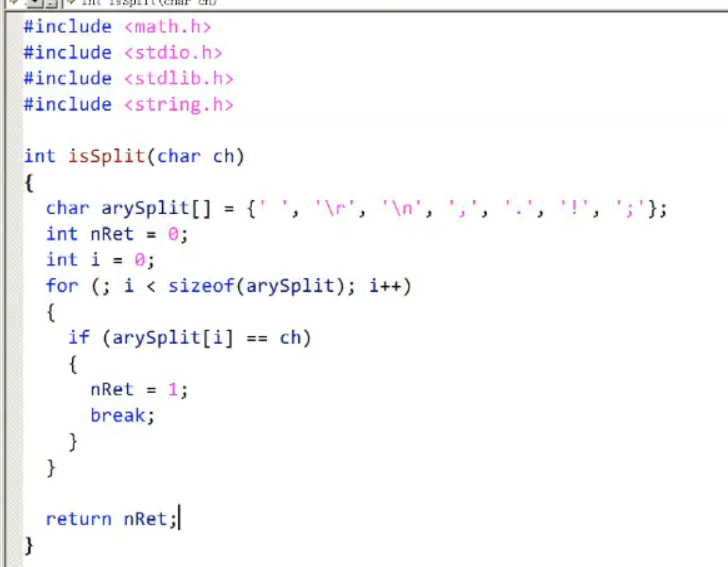 int isSplit(char ch)
#include <math.h>
#include <stdio.h>
#include <stdlib.h>
#include <string.h>
int isSplit(char ch)
{
char arySplit[] = {' ', '\r', '\n', ',', '.', '!', ';'};
int nRet = 0;
int i = 0;
for (; i < sizeof(arySplit); i++)
{
if (arySplit[i] == ch)
{
nRet = 1;
break;
}
}
return nRet;
}